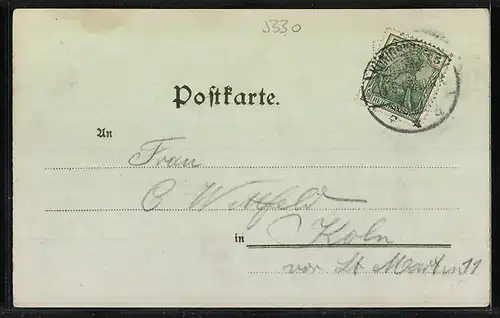 5330
Postkarte.
An
Frau
C Wittfeld
in Köln
vor St Martin 11